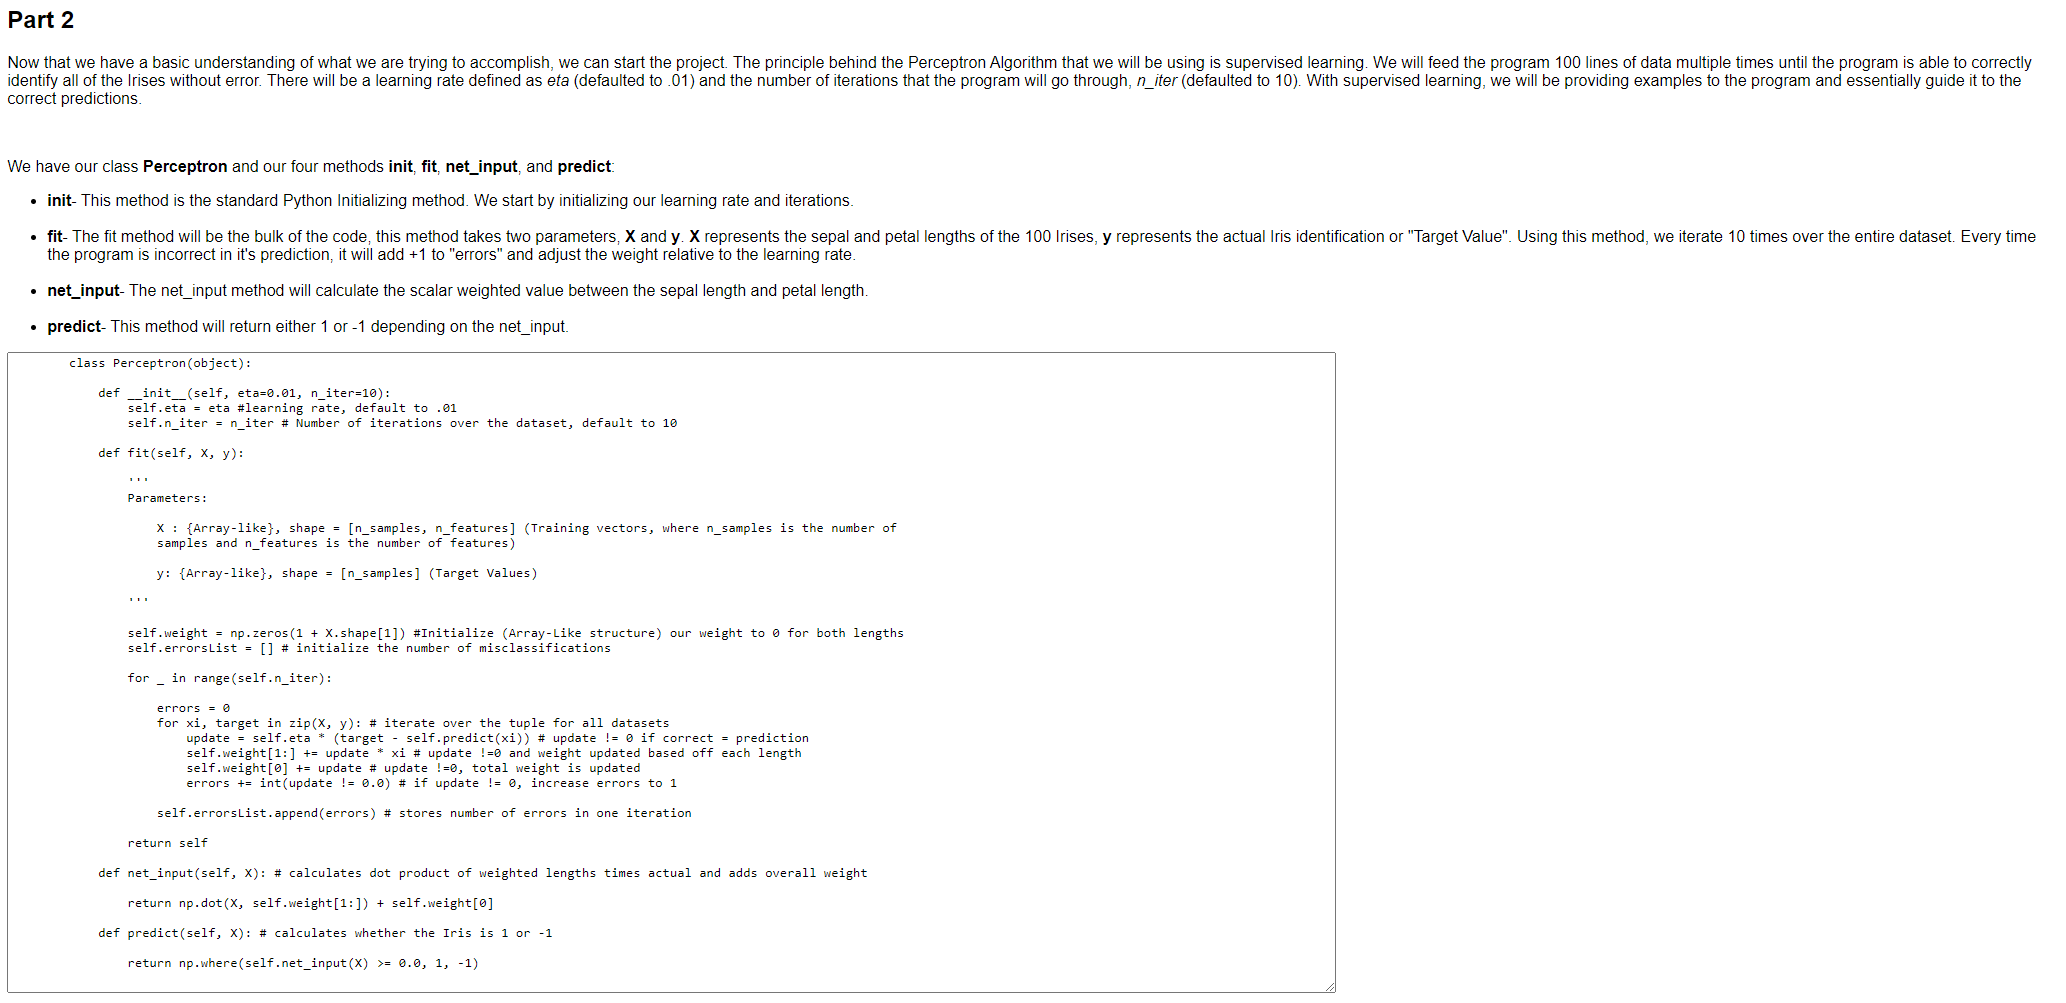 Part 2
Now that we have a basic understanding of what we are trying to accomplish, we can start the project. The principle behind the Perceptron Algorithm that we will be using is supervised learning. We will feed the program 100 lines of data multiple times until the program is able to correctly
identify all of the Irises without error. There will be a learning rate defined as eta (defaulted to .01) and the number of iterations that the program will go through, n_iter (defaulted to 10). With supervised learning, we will be providing examples to the program and essentially guide it to the
correct predictions.
We have our class Perceptron and our four methods init, fit, net_input, and predict:
• init- This method is the standard Python Initializing method. We start by initializing our learning rate and iterations.
• fit- The fit method will be the bulk of the code, this method takes two parameters, X and y. X represents the sepal and petal lengths of the 100 Irises, y represents the actual Iris identification or "Target Value". Using this method, we iterate 10 times over the entire dataset. Every time
the program is incorrect in it's prediction, it will add +1 to "errors" and adjust the weight relative to the learning rate.
• net_input- The net_input method will calculate the scalar weighted value between the sepal length and petal length.
• predict- This method will return either 1 or -1 depending on the net_input.
class Perceptron(object):
def __init__(self, eta=0.01, n_iter=10):
self.eta = eta #learning rate, default to .01
self.n_iter = n_iter # Number of iterations over the dataset, default to 10
def fit(self, X, y):
'''
Parameters:
X : {Array-like}, shape = [n_samples, n_features] (Training vectors, where n_samples is the number of
samples and n_features is the number of features)
y: {Array-like}, shape = [n_samples] (Target Values)
'''
self.weight = np.zeros(1 + X.shape[1]) #Initialize (Array-Like structure) our weight to 0 for both lengths
self.errorsList = [] # initialize the number of misclassifications
for _ in range(self.n_iter):
errors = 0
for xi, target in zip(X, y): # iterate over the tuple for all datasets
update = self.eta * (target - self.predict(xi)) # update != 0 if correct = prediction
self.weight[1:] += update * xi # update !=0 and weight updated based off each length
self.weight[0] += update # update !=0, total weight is updated
errors += int(update != 0.0) # if update != 0, increase errors to 1
self.errorsList.append(errors) # stores number of errors in one iteration
return self
def net_input(self, X): # calculates dot product of weighted lengths times actual and adds overall weight
return np.dot(X, self.weight[1:]) + self.weight[0]
def predict(self, X): # calculates whether the Iris is 1 or -1
return np.where(self.net_input(X) >= 0.0, 1, -1)